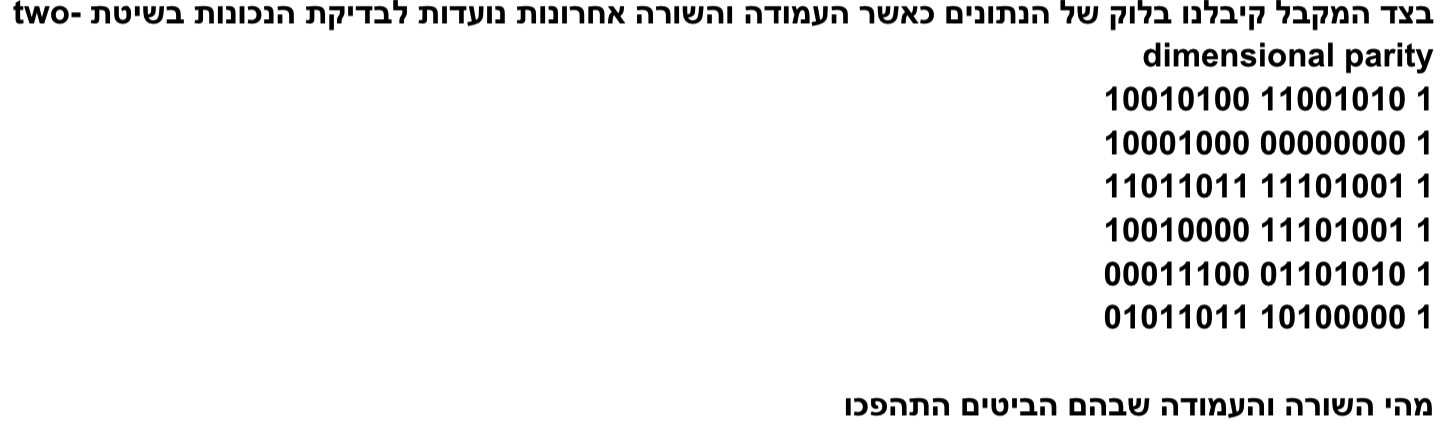 בצד המקבל קיבלנו בלוק של הנתונים כאשר העמודה והשורה אחרונות נועדות לבדיקת הנכונות בשיטת two-
dimensional parity
10010100 11001010 1
10001000 00000000 1
11011011 11101001 1
10010000 11101001 1
00011100 01101010 1
01011011 10100000 1
מהי השורה והעמודה שבהם הביטים התהפכו